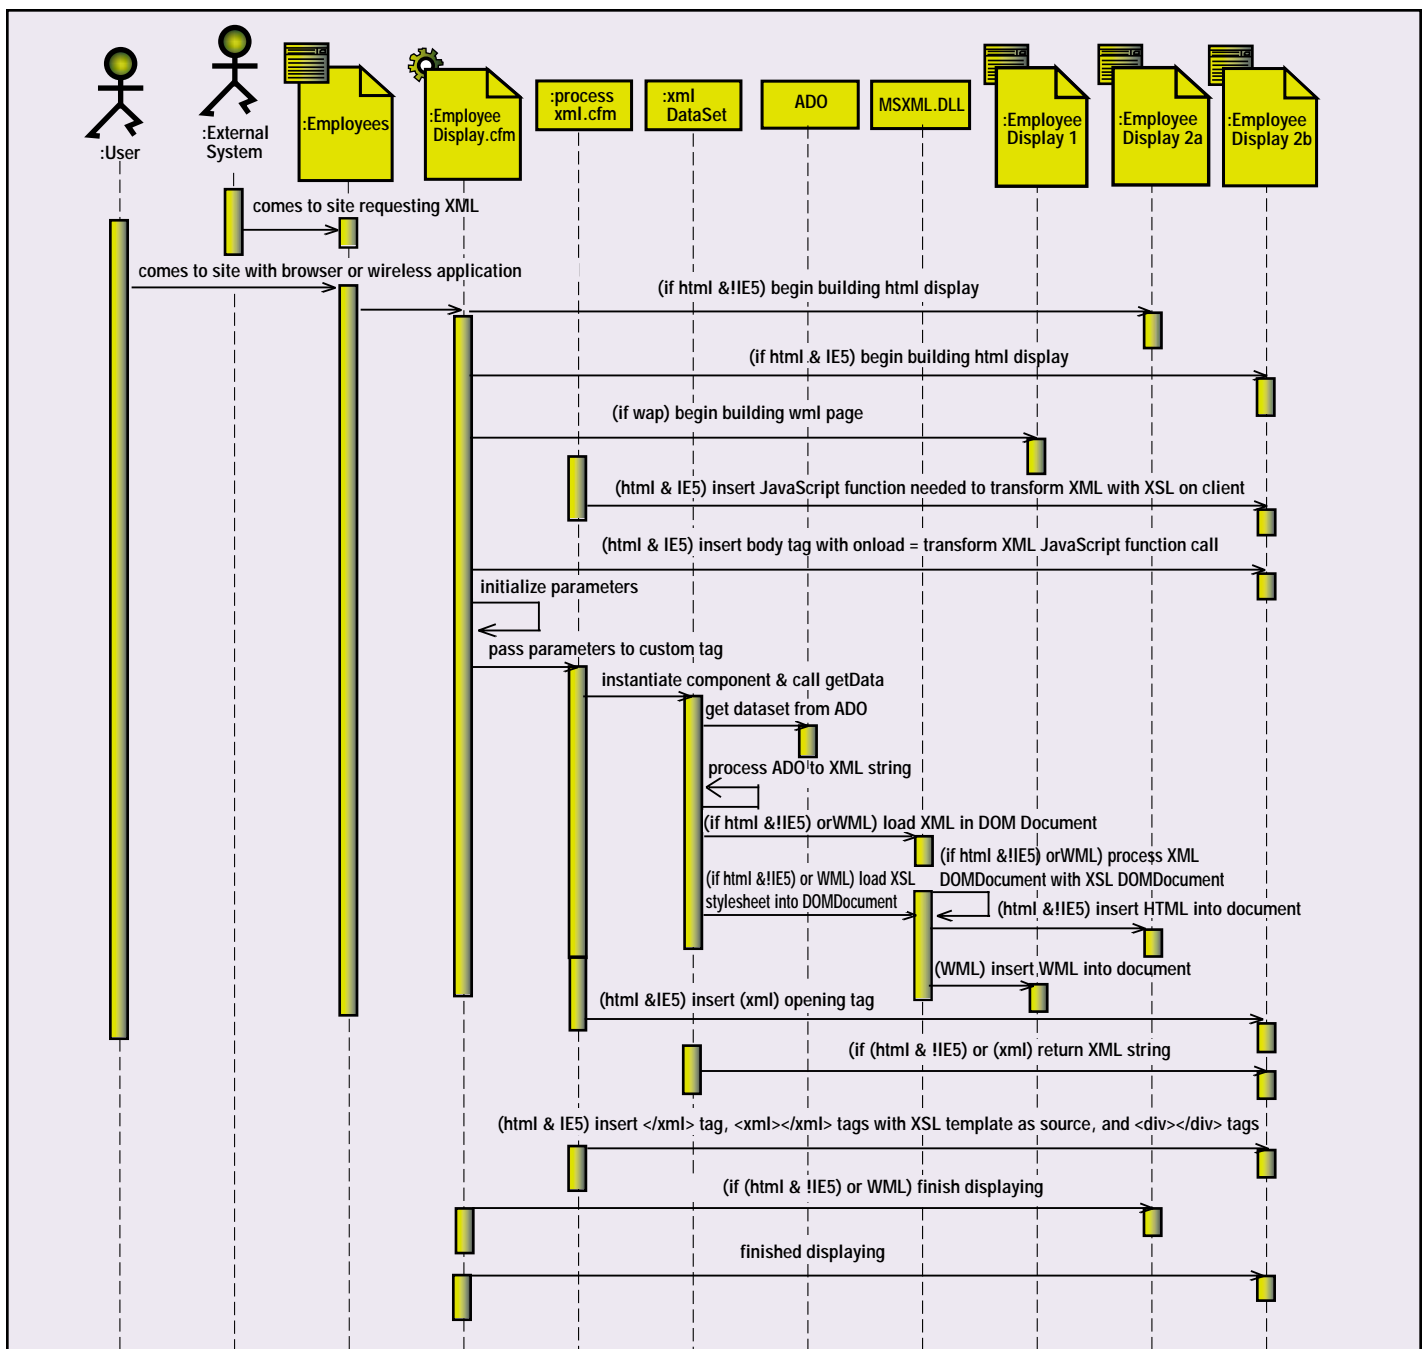 :User
:External
System
:Employees
:Employee
Display.cfm
:process
xml.cfm
:xml
DataSet
ADO
MSXML.DLL
:Employee
Display 1
:Employee
Display 2a
:Employee
Display 2b
comes to site requesting XML
comes to site with browser or wireless application
(if html &!IE5) begin building html display
(if html & IE5) begin building html display
(if wap) begin building wml page
(html & IE5) insert JavaScript function needed to transform XML with XSL on client
(html & IE5) insert body tag with onload = transform XML JavaScript function call
initialize parameters
pass parameters to custom tag
instantiate component & call getData
get dataset from ADO
process ADO to XML string
(if html &!IE5) orWML) load XML in DOM Document
(if html &!IE5) orWML) process XML
DOMDocument with XSL DOMDocument
(if html &!IE5) or WML) load XSL
stylesheet into DOMDocument
(html &!IE5) insert HTML into document
(WML) insert WML into document
(html &IE5) insert (xml) opening tag
(if (html & !IE5) or (xml) return XML string
(html & IE5) insert </xml> tag, <xml></xml> tags with XSL template as source, and <div></div> tags
(if (html & !IE5) or WML) finish displaying
finished displaying